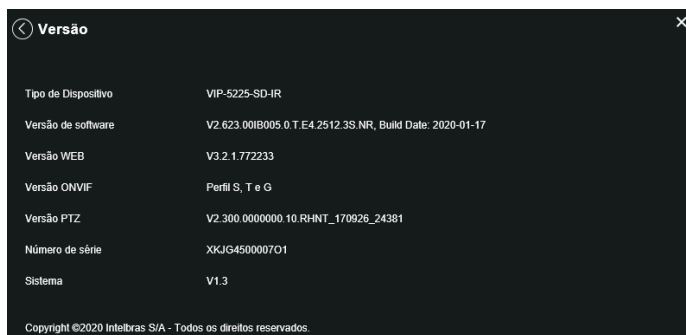 Versão
Tipo de Dispositivo VIP-5225-SD-IR
Versão de software V2.623.00IB005.0.T.E4.2512.3S.NR, Build Date: 2020-01-17
Versão WEB V3.2.1.772233
Versão ONVIF Perfil S, T e G
Versão PTZ V2.300.0000000.10.RHNT_170926_24381
Número de série XKJG4500007O1
Sistema V1.3
Copyright ©2020 Intelbras S/A - Todos os direitos reservados.